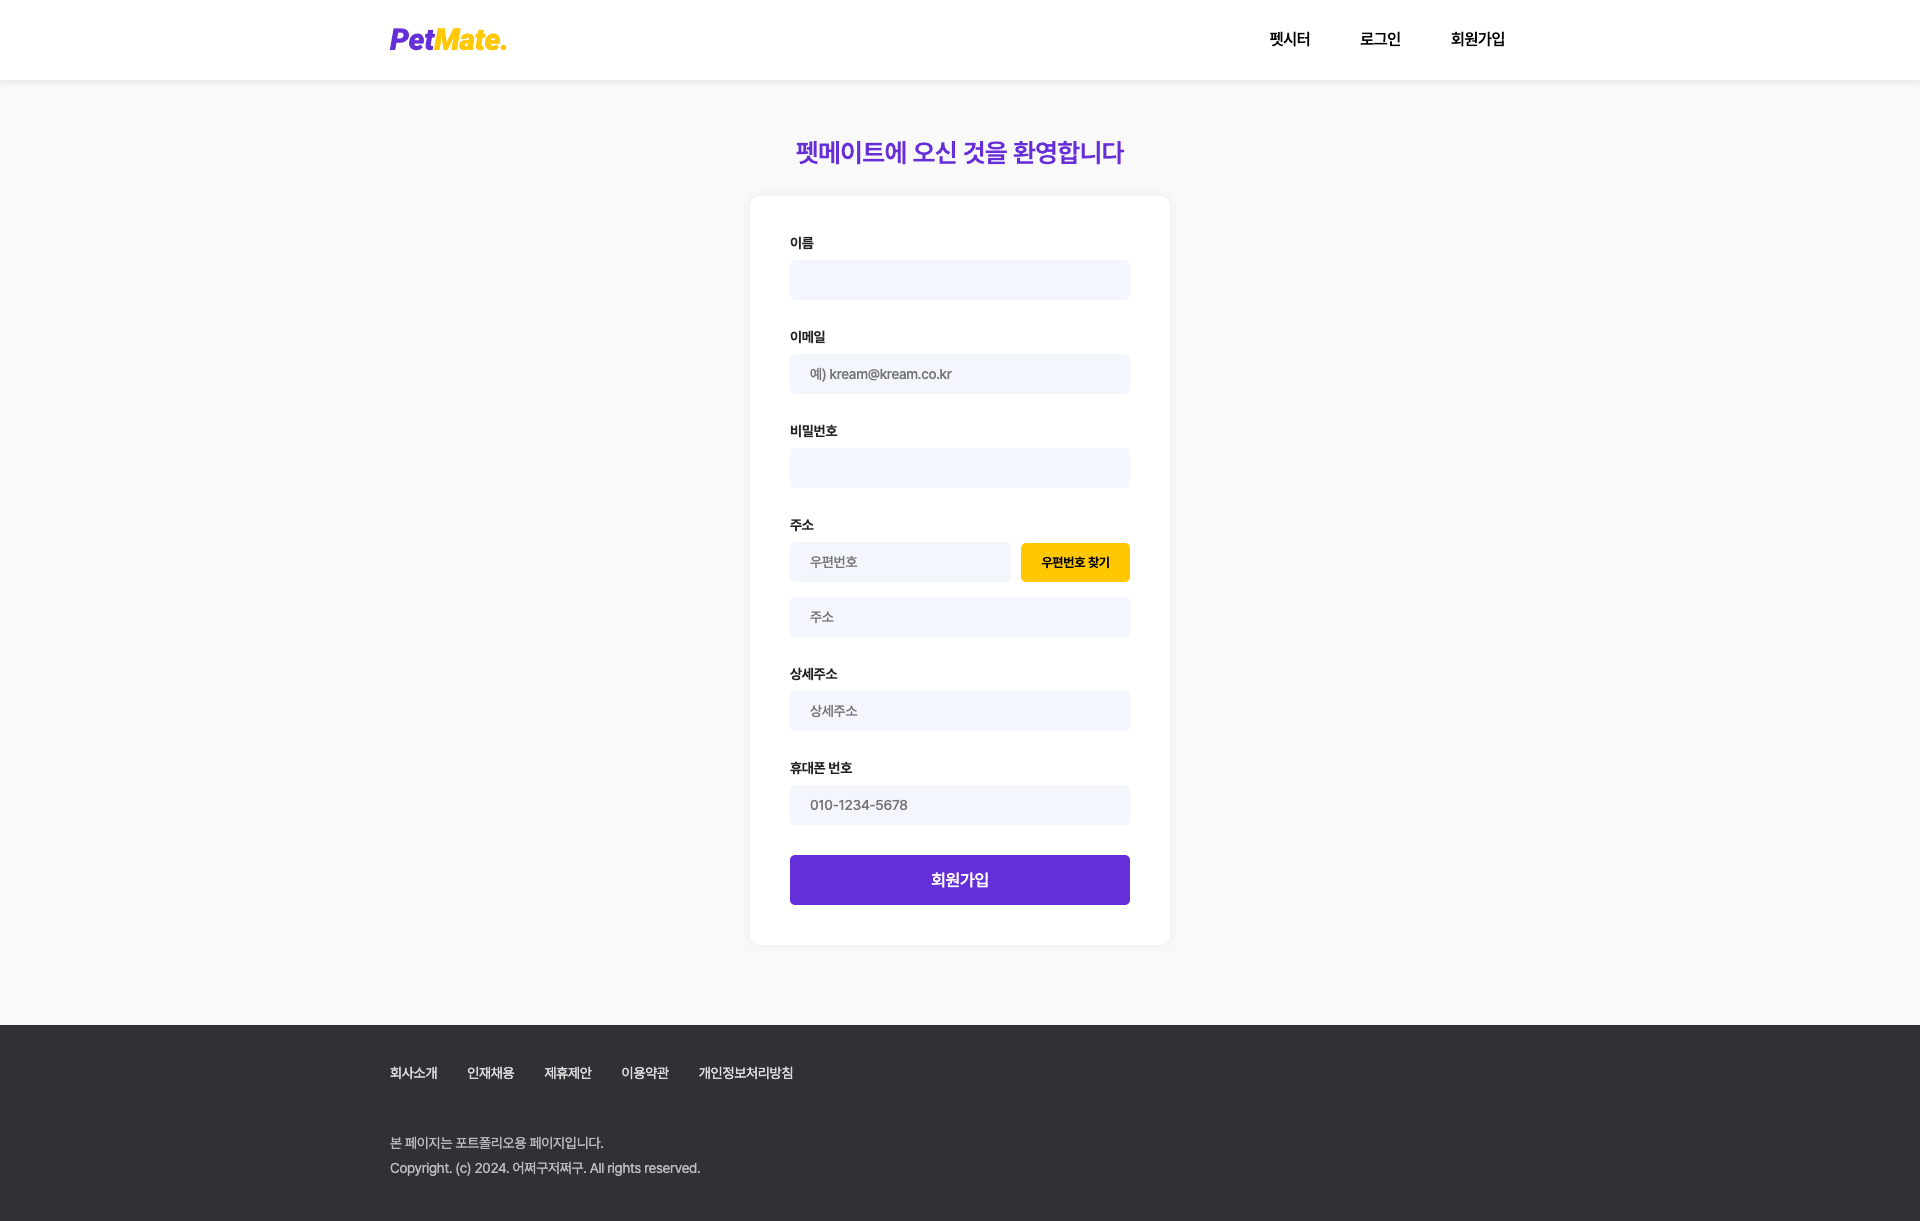 PetMate.
펫시터 로그인 회원가입
펫메이트에 오신 것을 환영합니다
이름
이메일
예) kream@kream.co.kr
비밀번호
주소
우편번호 우편번호 찾기
주소
상세주소
상세주소
휴대폰 번호
010-1234-5678
회원가입
회사소개 인재채용 제휴제안 이용약관 개인정보처리방침
본 페이지는 포트폴리오용 페이지입니다.
Copyright. (c) 2024. 어쩌구저쩌구. All rights reserved.